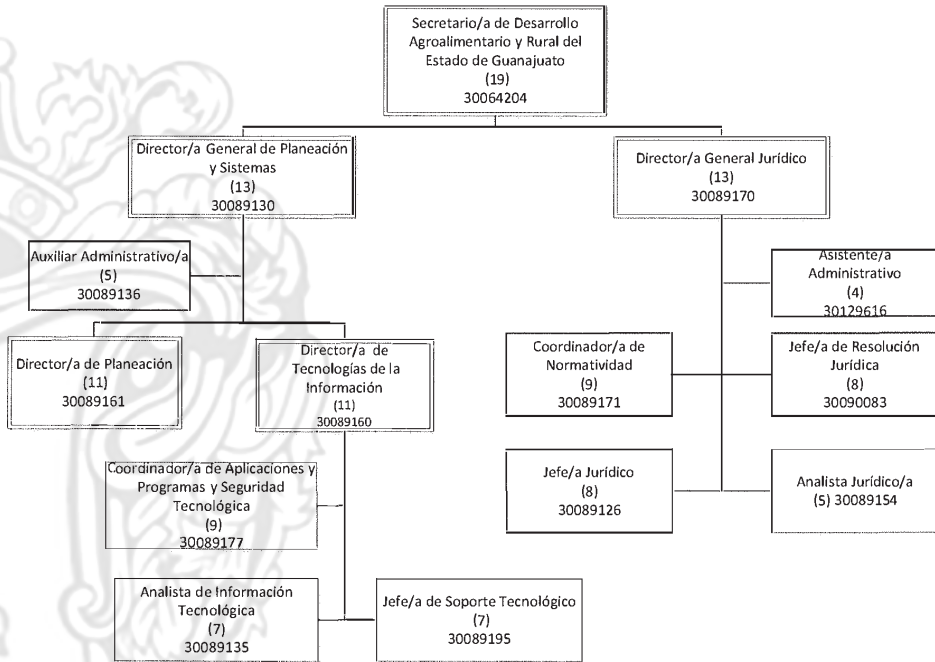 Secretario/a de Desarrollo
Agroalimentario y Rural del
Estado de Guanajuato
(19)
30064204
Director/a General de Planeación
y Sistemas
(13)
30089130
Director/a General Jurídico
(13)
30089170
Auxiliar Administrativo/a
(5)
30089136
Asistente/a
Administrativo
(4)
30129616
Director/a de Planeación
(11)
30089161
Director/a de
Tecnologías de la
Información
(11)
30089160
Coordinador/a de
Normatividad
(9)
30089171
Jefe/a de Resolución
Jurídica
(8)
30090083
Coordinador/a de Aplicaciones y
Programas y Seguridad
Tecnológica
(9)
30089177
Jefe/a Jurídico
(8)
30089126
Analista Jurídico/a
(5) 30089154
Analista de Información
Tecnológica
(7)
30089135
Jefe/a de Soporte Tecnológico
(7)
30089195